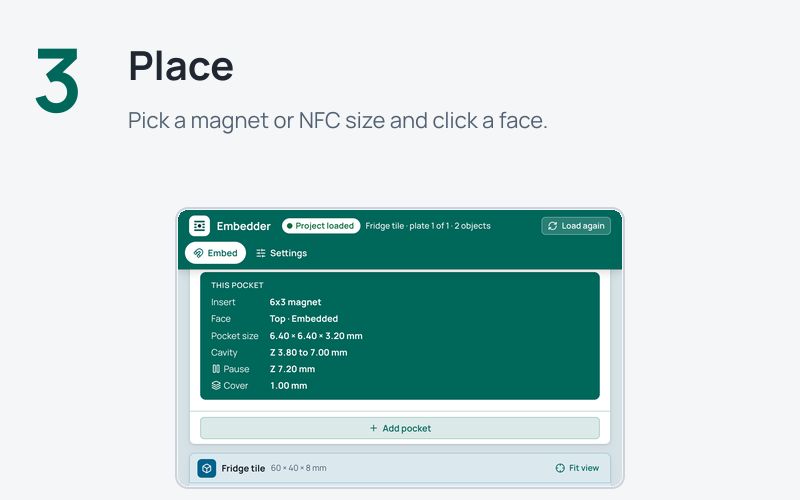 3
Place
Pick a magnet or NFC size and click a face.
Embedder
Project loaded
Fridge tile · plate 1 of 1 · 2 objects
Load again
Embed
Settings
THIS POCKET
Insert 6x3 magnet
Face Top · Embedded
Pocket size 6.40 × 6.40 × 3.20 mm
Cavity Z 3.80 to 7.00 mm
Pause Z 7.20 mm
Cover 1.00 mm
+ Add pocket
Fridge tile 60 × 40 × 8 mm
Fit view